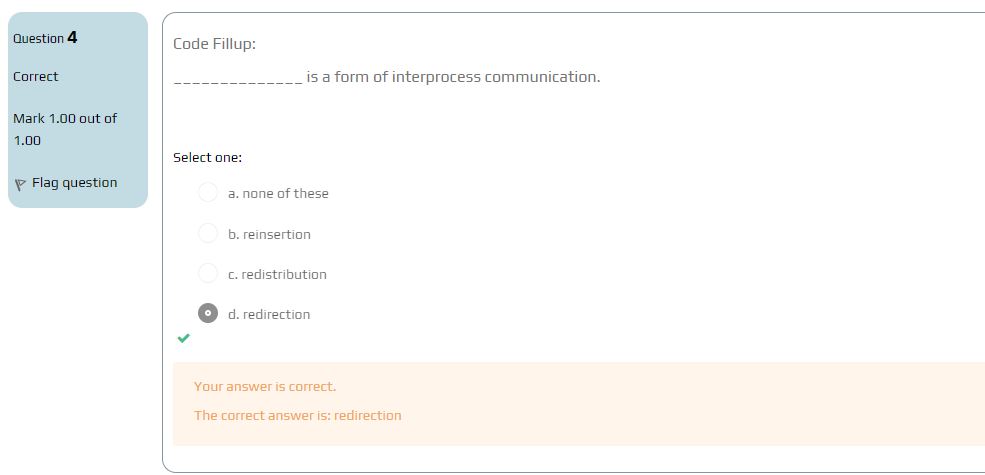 Question 4
Correct
Mark 1.00 out of
1.00
Flag question
Code Fillup:
______________ is a form of interprocess communication.
Select one:
a. none of these
b. reinsertion
c. redistribution
d. redirection
Your answer is correct.
The correct answer is: redirection